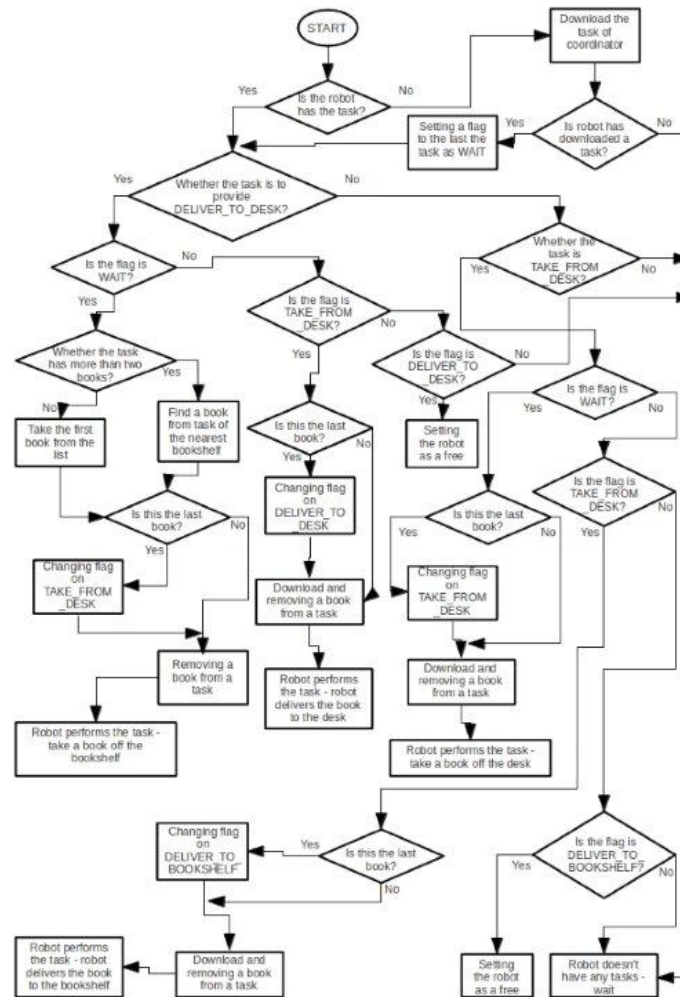 START
Download the
task of
coordinator
Yes
Is the robot
has the task?
No
Setting a flag
to the last the
task as WAIT
Yes
Is robot has
downloaded a
task?
No
Yes
Whether the task is to
provide
DELIVER_TO_DESK?
No
Is the flag is
WAIT?
No
Yes
Whether the
task is
TAKE_FROM
_DESK?
No
Yes
Is the flag is
TAKE_FROM
_DESK?
No
Yes
Whether the task
has more than two
books?
Yes
No
Is the flag is
DELIVER_TO
_DESK?
No
Yes
Is the flag is
WAIT?
Yes
No
Take the first
book from the
list
Find a book
from task of
the nearest
bookshelf
Is this the last
book?
No
Yes
Setting
the robot
as a free
Is the flag is
TAKE_FROM
_DESK?
Yes
No
Is this the last
book?
No
Yes
Changing flag
on
DELIVER_TO
_DESK
Is this the last
book?
Yes
No
Changing flag
on
TAKE_FROM
_DESK
Download and
removing a book
from a task
Changing flag
on
TAKE_FROM
_DESK
Removing a
book from a
task
Robot performs
the task - robot
delivers the book
to the desk
Download and
removing a book
from a task
Robot performs the task -
take a book off the
bookshelf
Robot performs the task -
take a book off the desk
Changing flag
on
DELIVER_TO_
BOOKSHELF
Yes
Is this the last
book?
No
Is the flag is
DELIVER_TO
BOOKSHELF?
Yes
No
Robot performs
the task - robot
delivers the book
to the bookshelf
Download and
removing a book
from a task
Setting
the robot
as a free
Robot doesn't
have any tasks -
wait